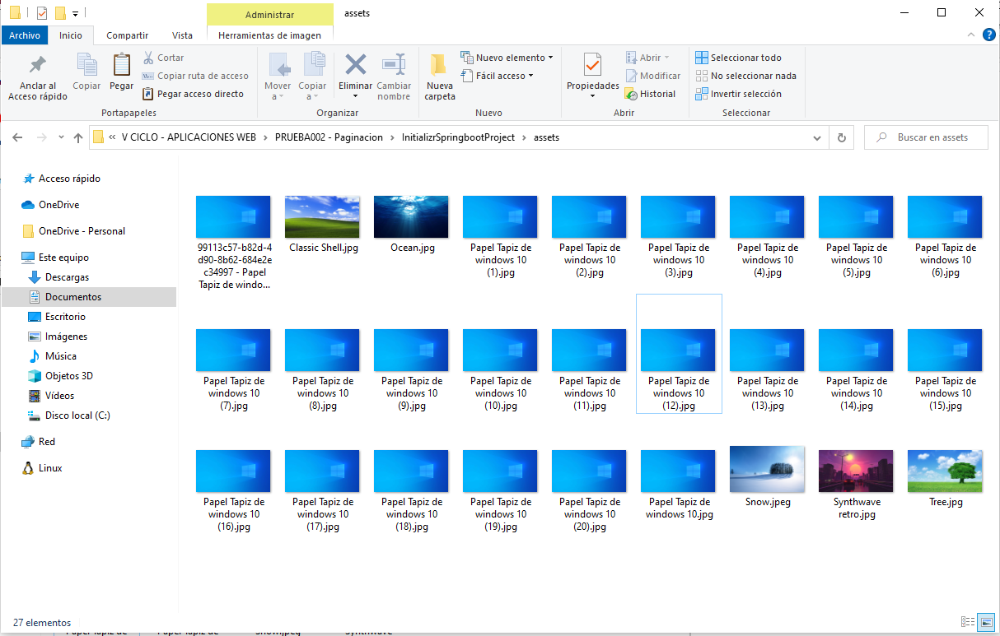 Administrar
assets
Archivo
Inicio
Compartir
Vista
Herramientas de imagen
Anclar al
Acceso rápido
Copiar
Pegar
Cortar
Copiar ruta de acceso
Pegar acceso directo
Portapapeles
Mover
a
Copiar
a
Eliminar
Cambiar
nombre
Organizar
Nueva
carpeta
Nuevo elemento
Fácil acceso
Nuevo
Propiedades
Abrir
Modificar
Historial
Abrir
Seleccionar todo
No seleccionar nada
Invertir selección
Seleccionar
« V CICLO - APLICACIONES WEB › PRUEBA002 - Paginacion › InitializrSpringbootProject › assets
Buscar en assets
Acceso rápido
OneDrive
OneDrive - Personal
Este equipo
Descargas
Documentos
Escritorio
Imágenes
Música
Objetos 3D
Vídeos
Disco local (C:)
Red
Linux
99113c57-b82d-4
d90-8b62-684e2e
c34997 - Papel
Tapiz de windo...
Classic Shell.jpg
Ocean.jpg
Papel Tapiz de
windows 10
(1).jpg
Papel Tapiz de
windows 10
(2).jpg
Papel Tapiz de
windows 10
(3).jpg
Papel Tapiz de
windows 10
(4).jpg
Papel Tapiz de
windows 10
(5).jpg
Papel Tapiz de
windows 10
(6).jpg
Papel Tapiz de
windows 10
(7).jpg
Papel Tapiz de
windows 10
(8).jpg
Papel Tapiz de
windows 10
(9).jpg
Papel Tapiz de
windows 10
(10).jpg
Papel Tapiz de
windows 10
(11).jpg
Papel Tapiz de
windows 10
(12).jpg
Papel Tapiz de
windows 10
(13).jpg
Papel Tapiz de
windows 10
(14).jpg
Papel Tapiz de
windows 10
(15).jpg
Papel Tapiz de
windows 10
(16).jpg
Papel Tapiz de
windows 10
(17).jpg
Papel Tapiz de
windows 10
(18).jpg
Papel Tapiz de
windows 10
(19).jpg
Papel Tapiz de
windows 10
(20).jpg
Papel Tapiz de
windows 10.jpg
Snow.jpeg
Synthwave
retro.jpg
Tree.jpg
27 elementos